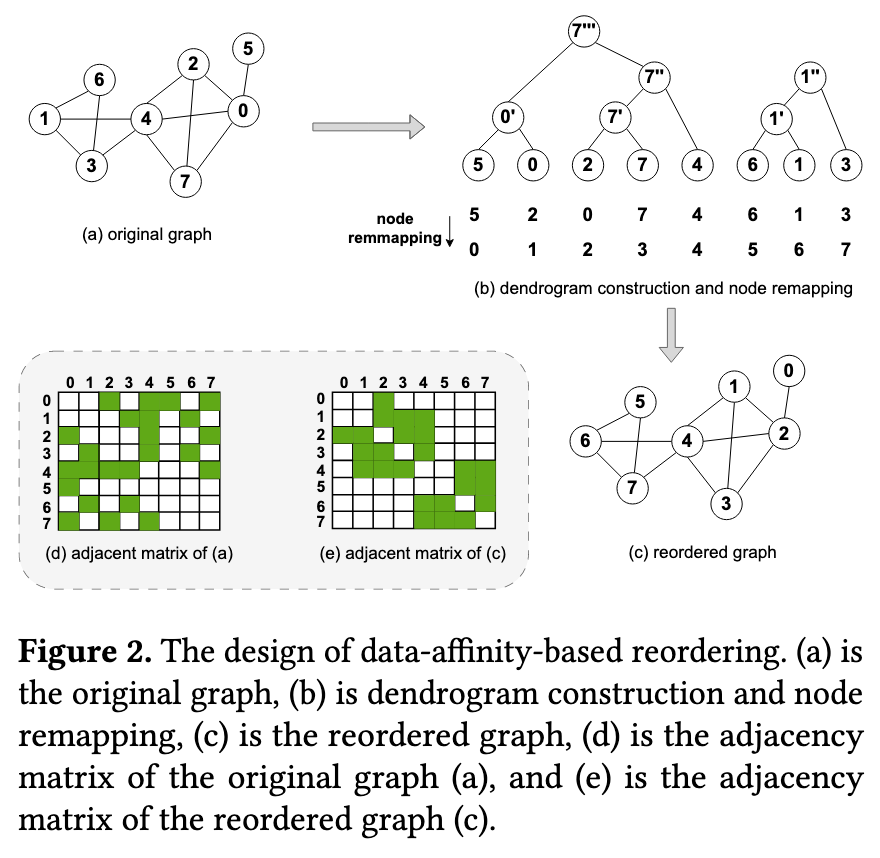 7'''
5
2
6
7''
1''
1
4
0
0'
7'
1'
3
5
0
2
7
4
6
1
3
7
5 2 0 7 4 6 1 3
node
remmapping
(a) original graph
0 1 2 3 4 5 6 7
(b) dendrogram construction and node remapping
0
1
5
0 1 2 3 4 5 6 7
0 1 2 3 4 5 6 7
0
1
2
3
4
5
6
7
0
1
2
3
4
5
6
7
6
4
2
7
3
(d) adjacent matrix of (a)
(e) adjacent matrix of (c)
(c) reordered graph
Figure 2. The design of data-affinity-based reordering. (a) is
the original graph, (b) is dendrogram construction and node
remapping, (c) is the reordered graph, (d) is the adjacency
matrix of the original graph (a), and (e) is the adjacency
matrix of the reordered graph (c).